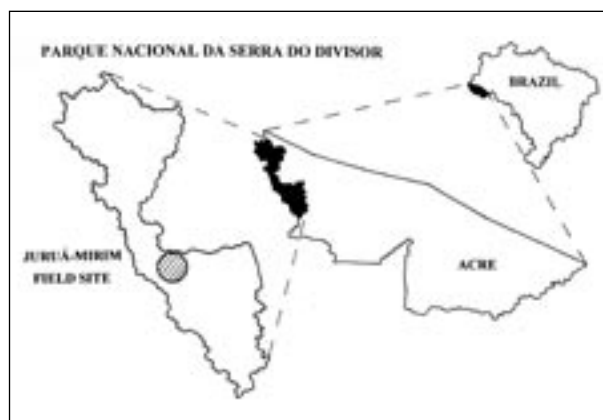 PARQUE NACIONAL DA SERRA DO DIVISOR
BRAZIL
JURUÁ-MIRIM
FIELD SITE
ACRE